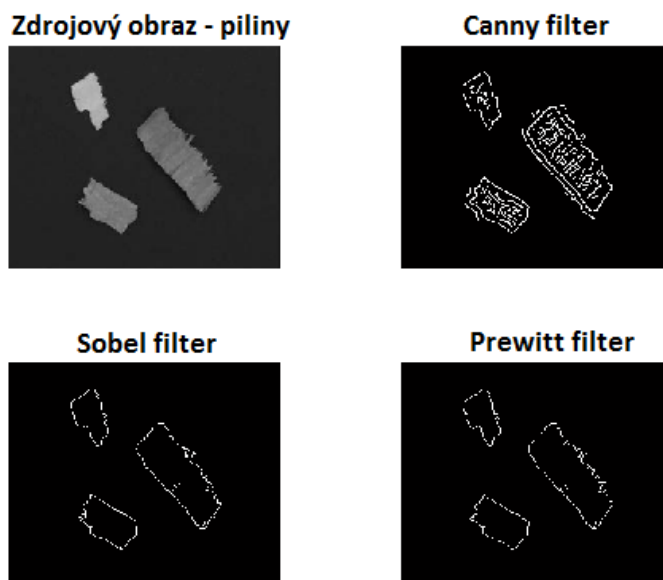 Zdrojový obraz - piliny
Canny filter
Sobel filter
Prewitt filter